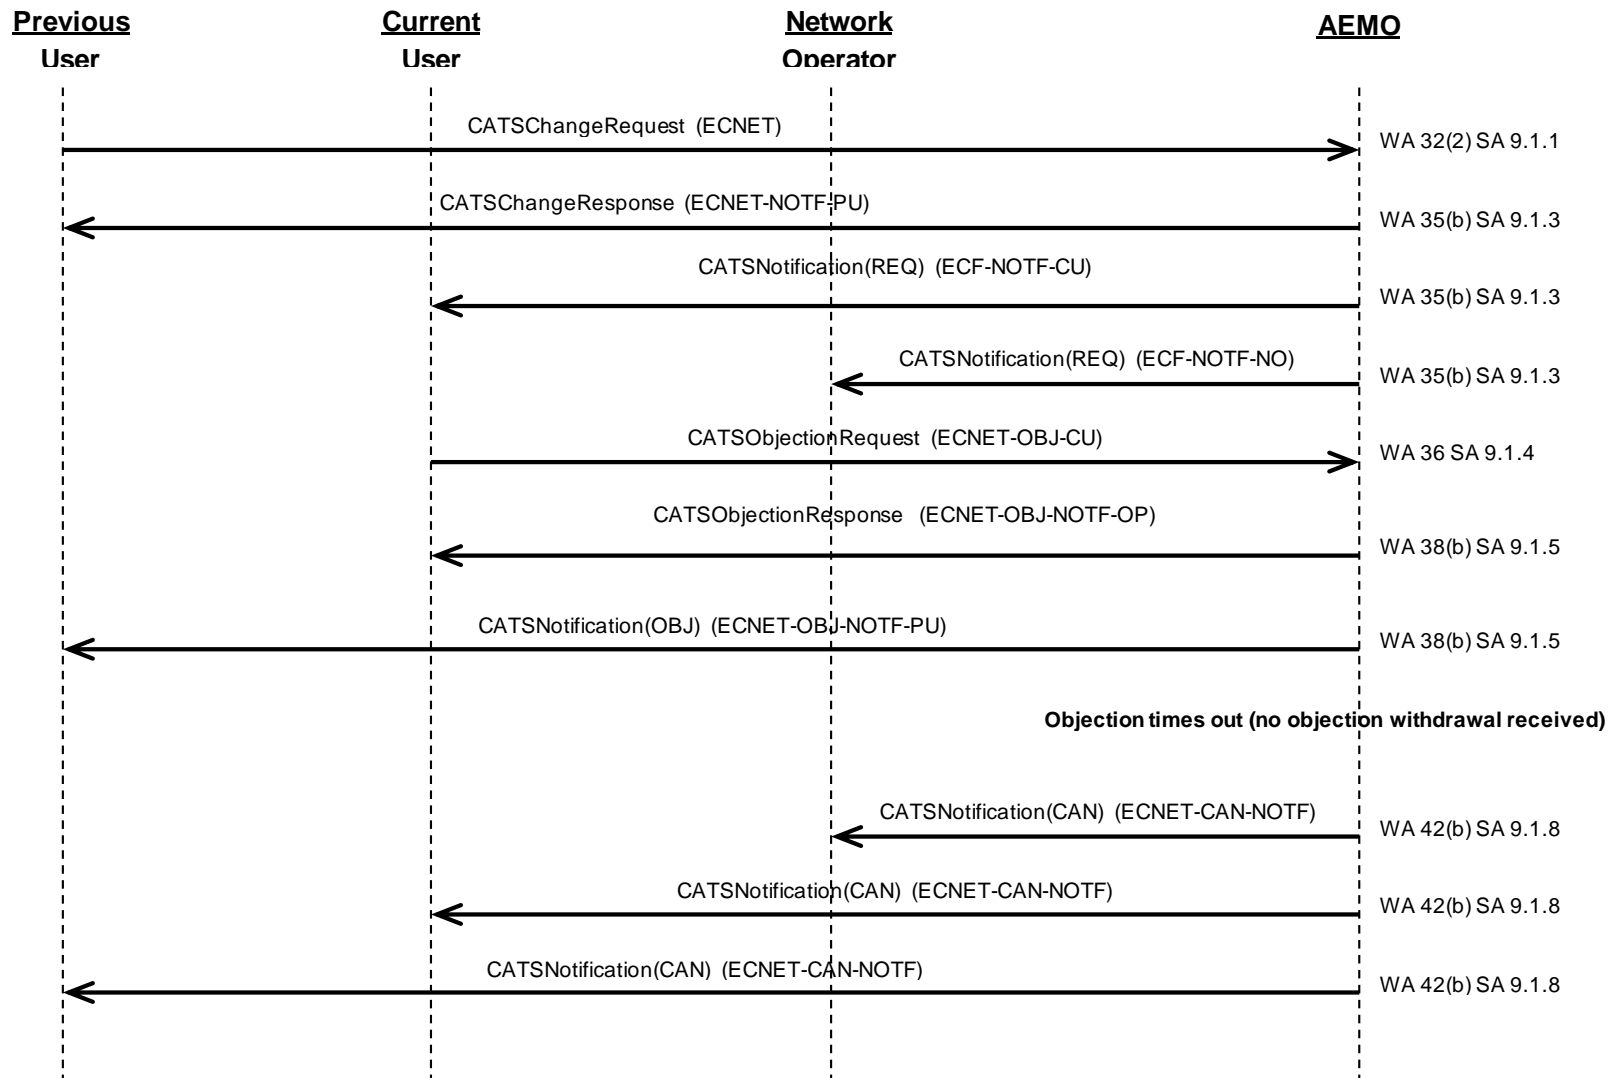 Previous
User
Current
User
Network
Operator
AEMO
CATSChangeRequest (ECNET)
WA 32(2) SA 9.1.1
CATSChangeResponse (ECNET-NOTF-PU)
WA 35(b) SA 9.1.3
CATSNotification(REQ) (ECF-NOTF-CU)
WA 35(b) SA 9.1.3
CATSNotification(REQ) (ECF-NOTF-NO)
WA 35(b) SA 9.1.3
CATSObjectionRequest (ECNET-OBJ-CU)
WA 36 SA 9.1.4
CATSObjectionResponse (ECNET-OBJ-NOTF-OP)
WA 38(b) SA 9.1.5
CATSNotification(OBJ) (ECNET-OBJ-NOTF-PU)
WA 38(b) SA 9.1.5
Objection times out (no objection withdrawal received)
CATSNotification(CAN) (ECNET-CAN-NOTF)
WA 42(b) SA 9.1.8
CATSNotification(CAN) (ECNET-CAN-NOTF)
WA 42(b) SA 9.1.8
CATSNotification(CAN) (ECNET-CAN-NOTF)
WA 42(b) SA 9.1.8